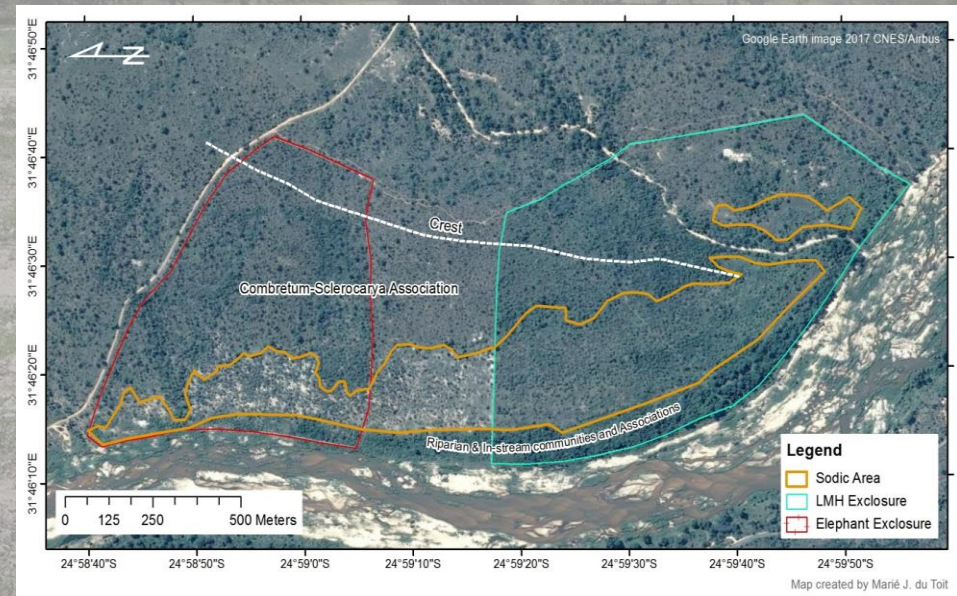 Google Earth image 2017 CNES/Airbus
N
31°46'50"E
31°46'40"E
31°46'30"E
31°46'20"E
31°46'10"E
Crest
Combretum-Sclerocarya Association
Riparian & In-stream communities and Associations
Legend
Sodic Area
LMH Exclosure
Elephant Exclosure
0 125 250 500 Meters
24°58'40"S 24°58'50"S 24°59'0"S 24°59'10"S 24°59'20"S 24°59'30"S 24°59'40"S 24°59'50"S
Map created by Marié J. du Toit